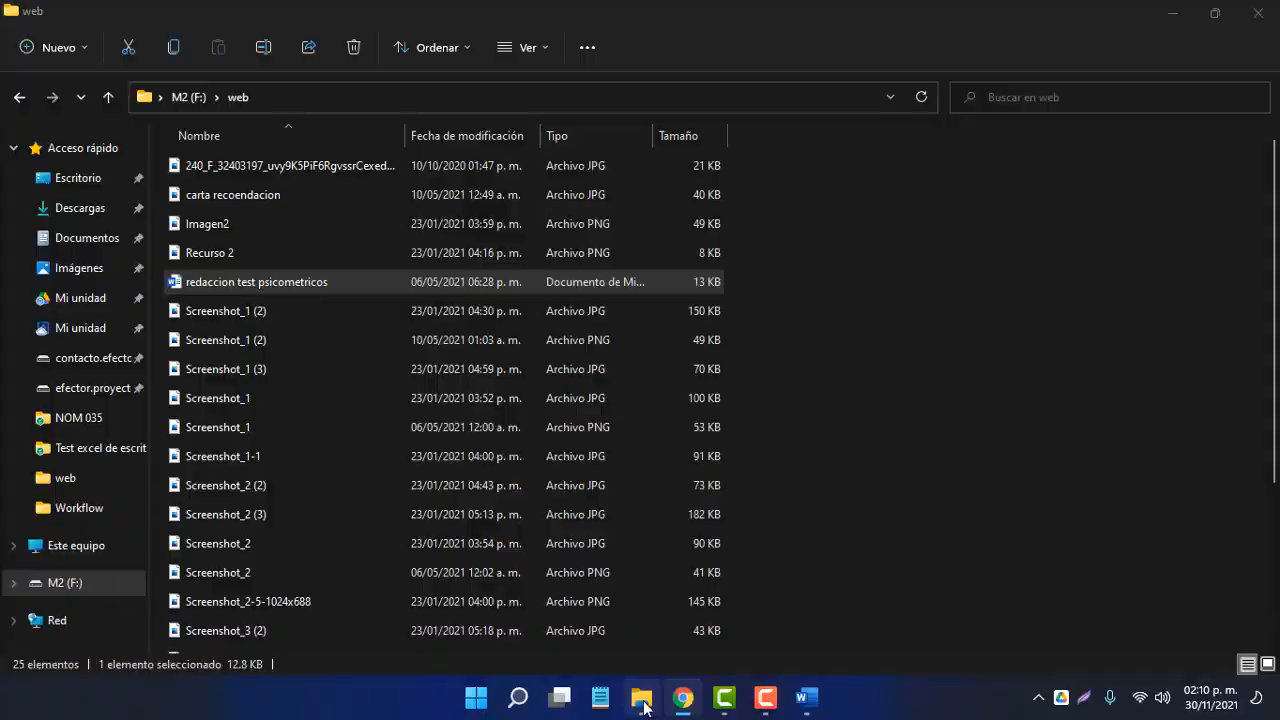 web
Nuevo
Ordenar
Ver
M2 (F:) > web
Buscar en web
Nombre Fecha de modificación Tipo Tamaño
Acceso rápido
Escritorio
Descargas
Documentos
Imágenes
Mi unidad
Mi unidad
contacto.efectc
efector.proyect
NOM 035
Test excel de escrit
web
Workflow
Este equipo
M2 (F:)
Red
240_F_32403197_uvy9K5PiF6RgvssrCexed... 10/10/2020 01:47 p. m. Archivo JPG 21 KB
carta recoendacion 10/05/2021 12:49 a. m. Archivo JPG 40 KB
Imagen2 23/01/2021 03:59 p. m. Archivo PNG 49 KB
Recurso 2 23/01/2021 04:16 p. m. Archivo PNG 8 KB
redaccion test psicometricos 06/05/2021 06:28 p. m. Documento de Mi... 13 KB
Screenshot_1 (2) 23/01/2021 04:30 p. m. Archivo JPG 150 KB
Screenshot_1 (2) 10/05/2021 01:03 a. m. Archivo PNG 49 KB
Screenshot_1 (3) 23/01/2021 04:59 p. m. Archivo JPG 70 KB
Screenshot_1 23/01/2021 03:52 p. m. Archivo JPG 100 KB
Screenshot_1 06/05/2021 12:00 a. m. Archivo PNG 53 KB
Screenshot_1-1 23/01/2021 04:00 p. m. Archivo JPG 91 KB
Screenshot_2 (2) 23/01/2021 04:43 p. m. Archivo JPG 73 KB
Screenshot_2 (3) 23/01/2021 05:13 p. m. Archivo JPG 182 KB
Screenshot_2 23/01/2021 03:54 p. m. Archivo JPG 90 KB
Screenshot_2 06/05/2021 12:02 a. m. Archivo PNG 41 KB
Screenshot_2-5-1024x688 23/01/2021 04:00 p. m. Archivo PNG 145 KB
Screenshot_3 (2) 23/01/2021 05:18 p. m. Archivo JPG 43 KB
25 elementos 1 elemento seleccionado 12,8 KB
02:10 p. m.
30/11/2021